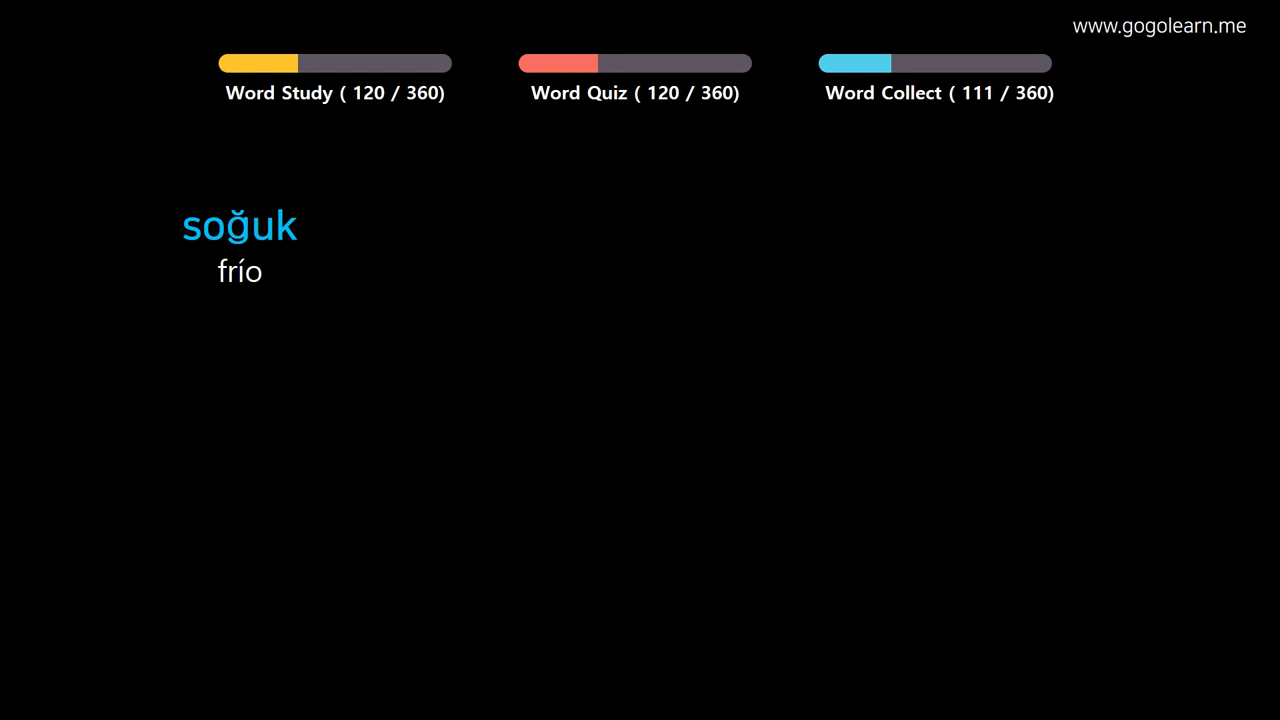 www.gogolearn.me
Word Study ( 120 / 360)
Word Quiz ( 120 / 360)
Word Collect ( 111 / 360)
soğuk
frío